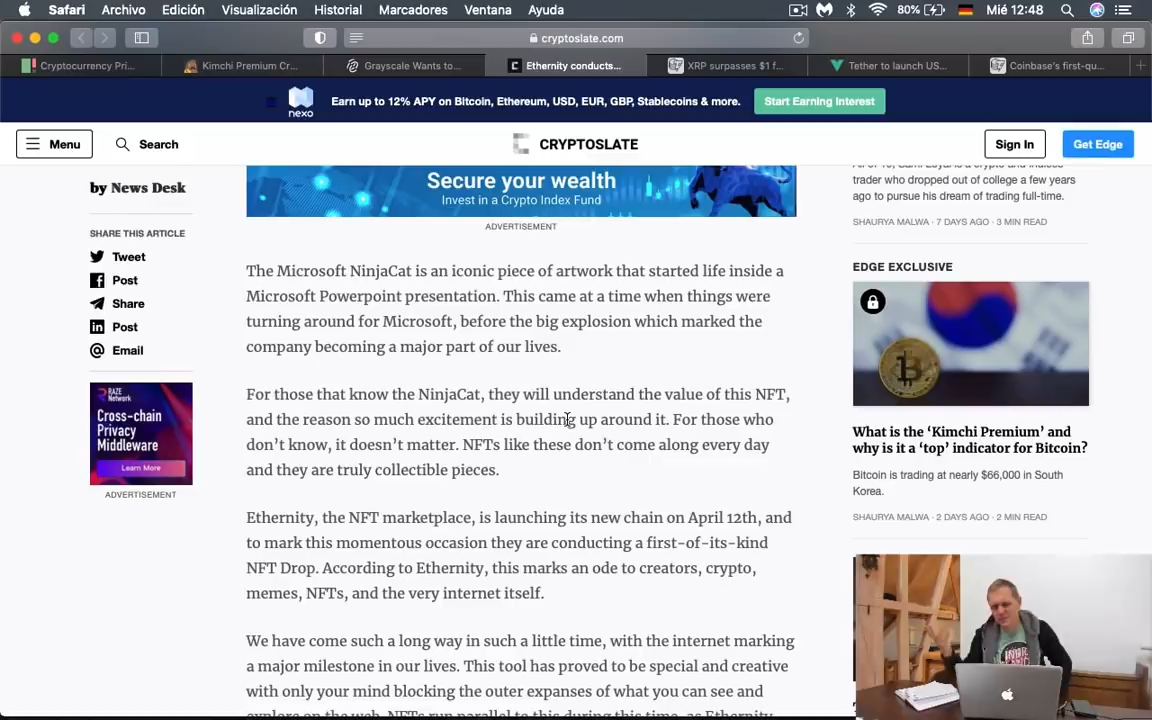 Safari Archivo Edición Visualización Historial Marcadores Ventana Ayuda 80% Mié 12:48
cryptoslate.com
Cryptocurrency Pri... Kimchi Premium Cr... Grayscale Wants to... Ethernity conducts... XRP surpasses $1 f... Tether to launch US... Coinbase's first-qu...
nexo
Earn up to 12% APY on Bitcoin, Ethereum, USD, EUR, GBP, Stablecoins & more. Start Earning Interest
Menu Search CRYPTOSLATE Sign In Get Edge
by News Desk
SHARE THIS ARTICLE
Tweet
Post
Share
Post
Email
RAZE
Network
Cross-chain
Privacy
Middleware
Learn More
ADVERTISEMENT
Secure your wealth
Invest in a Crypto Index Fund
ADVERTISEMENT
The Microsoft NinjaCat is an iconic piece of artwork that started life inside a
Microsoft Powerpoint presentation. This came at a time when things were
turning around for Microsoft, before the big explosion which marked the
company becoming a major part of our lives.
For those that know the NinjaCat, they will understand the value of this NFT,
and the reason so much excitement is building up around it. For those who
don't know, it doesn't matter. NFTs like these don't come along every day
and they are truly collectible pieces.
Ethernity, the NFT marketplace, is launching its new chain on April 12th, and
to mark this momentous occasion they are conducting a first-of-its-kind
NFT Drop. According to Ethernity, this marks an ode to creators, crypto,
memes, NFTs, and the very internet itself.
We have come such a long way in such a little time, with the internet marking
a major milestone in our lives. This tool has proved to be special and creative
with only your mind blocking the outer expanses of what you can see and
explore on the web. NFTs run parallel to this during this time, as Ethernity
trader who dropped out of college a few years
ago to pursue his dream of trading full-time.
SHAURYA MALWA - 7 DAYS AGO - 3 MIN READ
EDGE EXCLUSIVE
What is the 'Kimchi Premium' and
why is it a 'top' indicator for Bitcoin?
Bitcoin is trading at nearly $66,000 in South
Korea.
SHAURYA MALWA - 2 DAYS AGO - 2 MIN READ